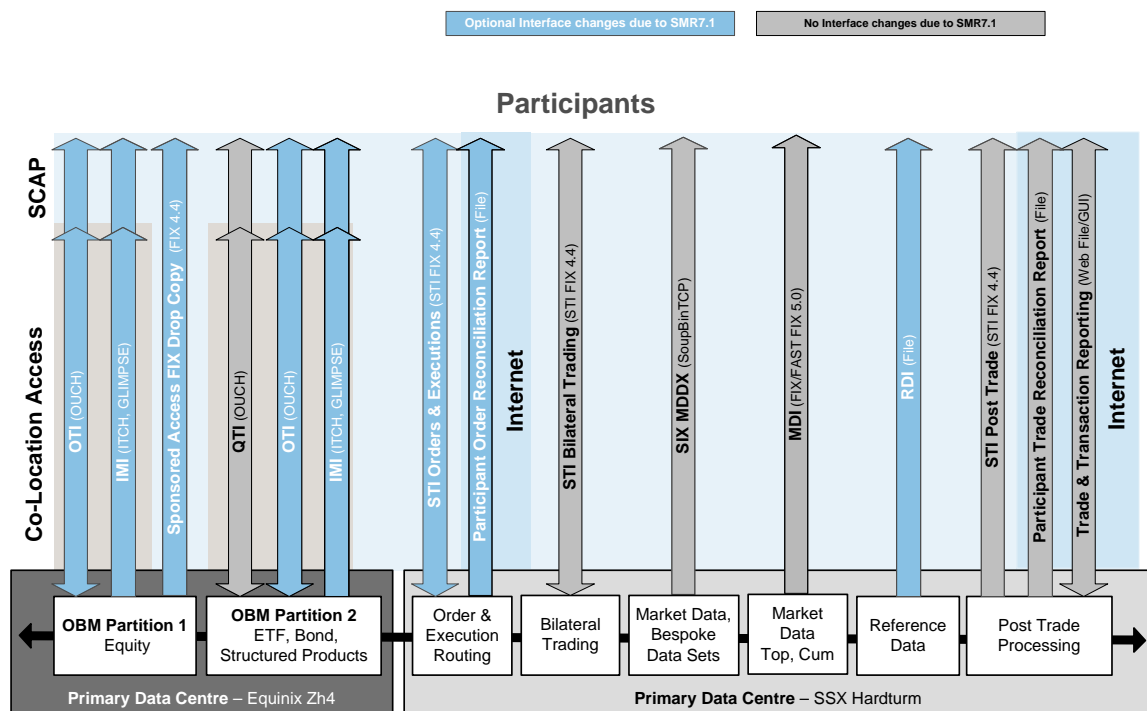 Optional Interface changes due to SMR7.1
No Interface changes due to SMR7.1
Participants
SCAP
Co-Location Access
OTI (OUCH)
IMI (ITCH, GLIMPSE)
Sponsored Access FIX Drop Copy (FIX 4.4)
QTI (OUCH)
OTI (OUCH)
IMI (ITCH, GLIMPSE)
STI Orders & Executions (STI FIX 4.4)
Participant Order Reconciliation Report (File)
Internet
STI Bilateral Trading (STI FIX 4.4)
SIX MDDX (SoupBinTCP)
MDI (FIX/FAST FIX 5.0)
RDI (File)
STI Post Trade (STI FIX 4.4)
Participant Trade Reconciliation Report (File)
Trade & Transaction Reporting (Web File/GUI)
Internet
OBM Partition 1
Equity
OBM Partition 2
ETF, Bond,
Structured Products
Order &
Execution
Routing
Bilateral
Trading
Market Data,
Bespoke
Data Sets
Market
Data
Top, Cum
Reference
Data
Post Trade
Processing
Primary Data Centre – Equinix Zh4
Primary Data Centre – SSX Hardturm